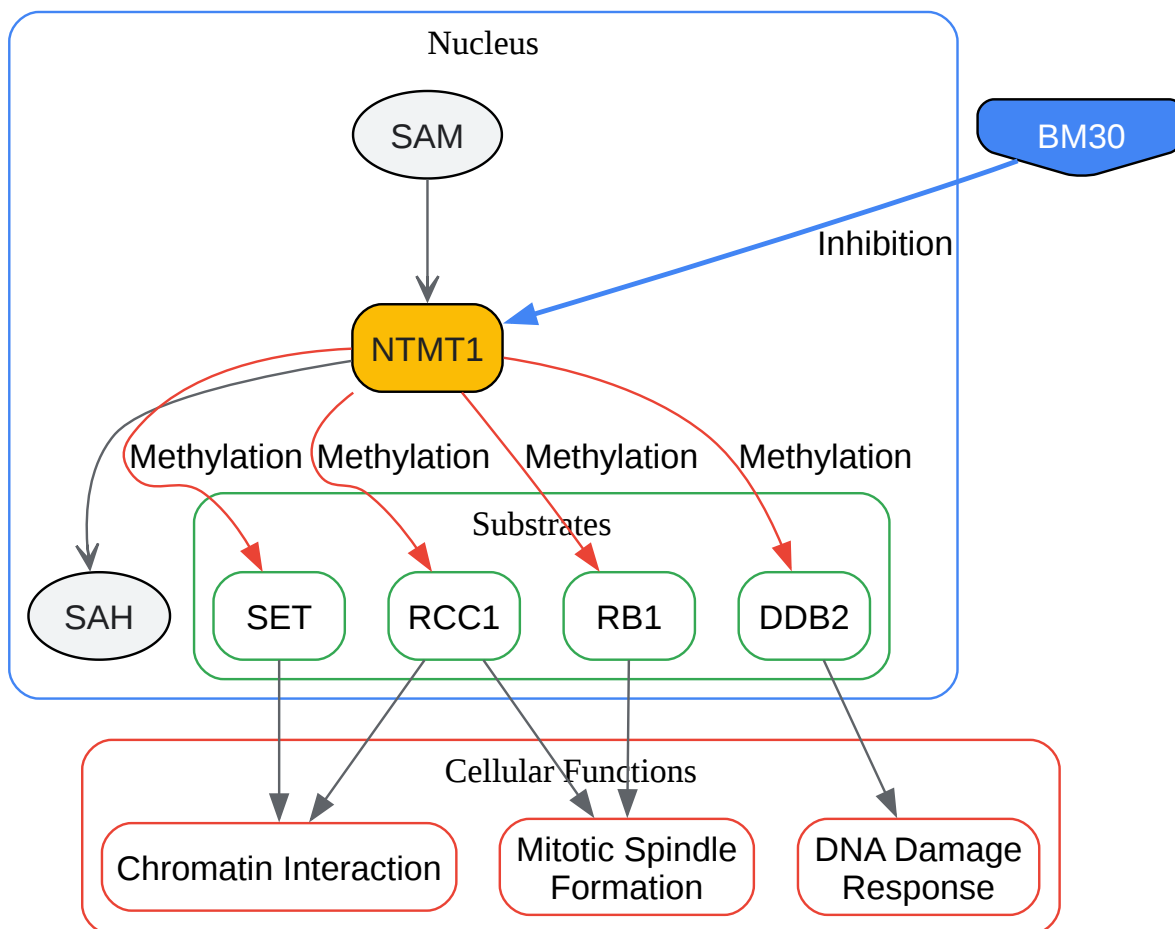 Nucleus
SAM
BM30
Inhibition
NTMT1
Methylation
Methylation
Methylation
Methylation
Substrates
SAH
SET
RCC1
RB1
DDB2
Cellular Functions
Chromatin Interaction
Mitotic Spindle
Formation
DNA Damage
Response